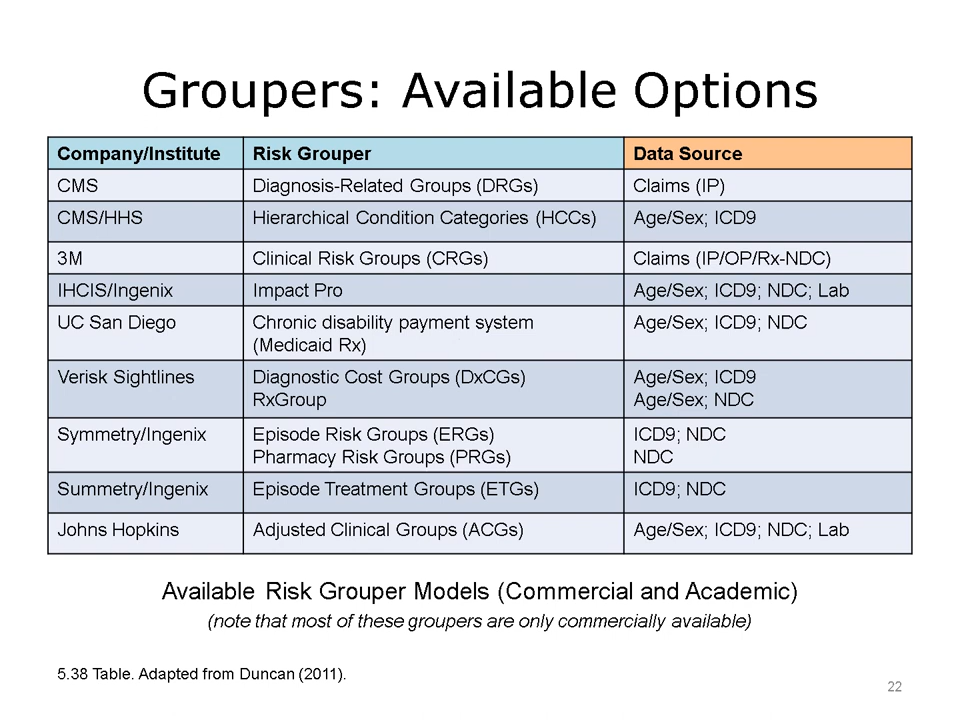 Groupers: Available Options
Company/Institute Risk Grouper Data Source
CMS Diagnosis-Related Groups (DRGs) Claims (IP)
CMS/HHS Hierarchical Condition Categories (HCCs) Age/Sex; ICD9
3M Clinical Risk Groups (CRGs) Claims (IP/OP/Rx-NDC)
IHCIS/Ingenix Impact Pro Age/Sex; ICD9; NDC; Lab
UC San Diego Chronic disability payment system Age/Sex; ICD9; NDC
(Medicaid Rx)
Verisk Sightlines Diagnostic Cost Groups (DxCGs) Age/Sex; ICD9
RxGroup Age/Sex; NDC
Symmetry/Ingenix Episode Risk Groups (ERGs) ICD9; NDC
Pharmacy Risk Groups (PRGs) NDC
Summetry/Ingenix Episode Treatment Groups (ETGs) ICD9; NDC
Johns Hopkins Adjusted Clinical Groups (ACGs) Age/Sex; ICD9; NDC; Lab
Available Risk Grouper Models (Commercial and Academic)
(note that most of these groupers are only commercially available)
5.38 Table. Adapted from Duncan (2011).
22